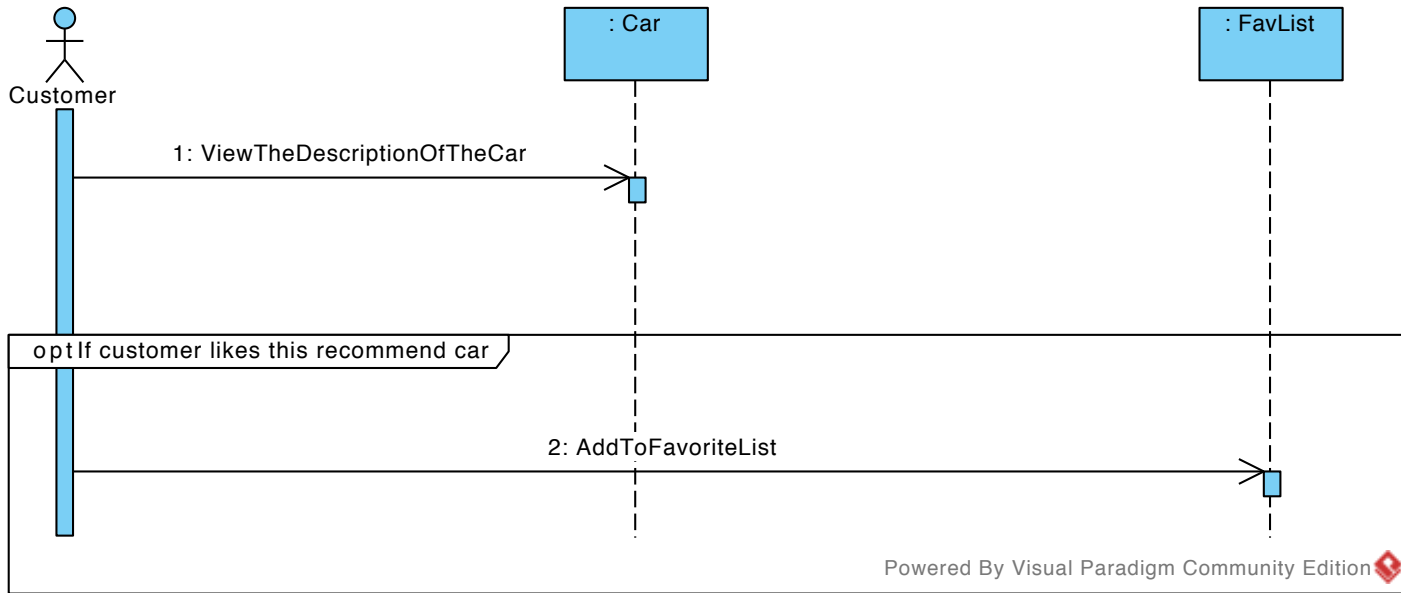 : Car
: FavList
Customer
1: ViewTheDescriptionOfTheCar
opt If customer likes this recommend car
2: AddToFavoriteList
Powered By Visual Paradigm Community Edition